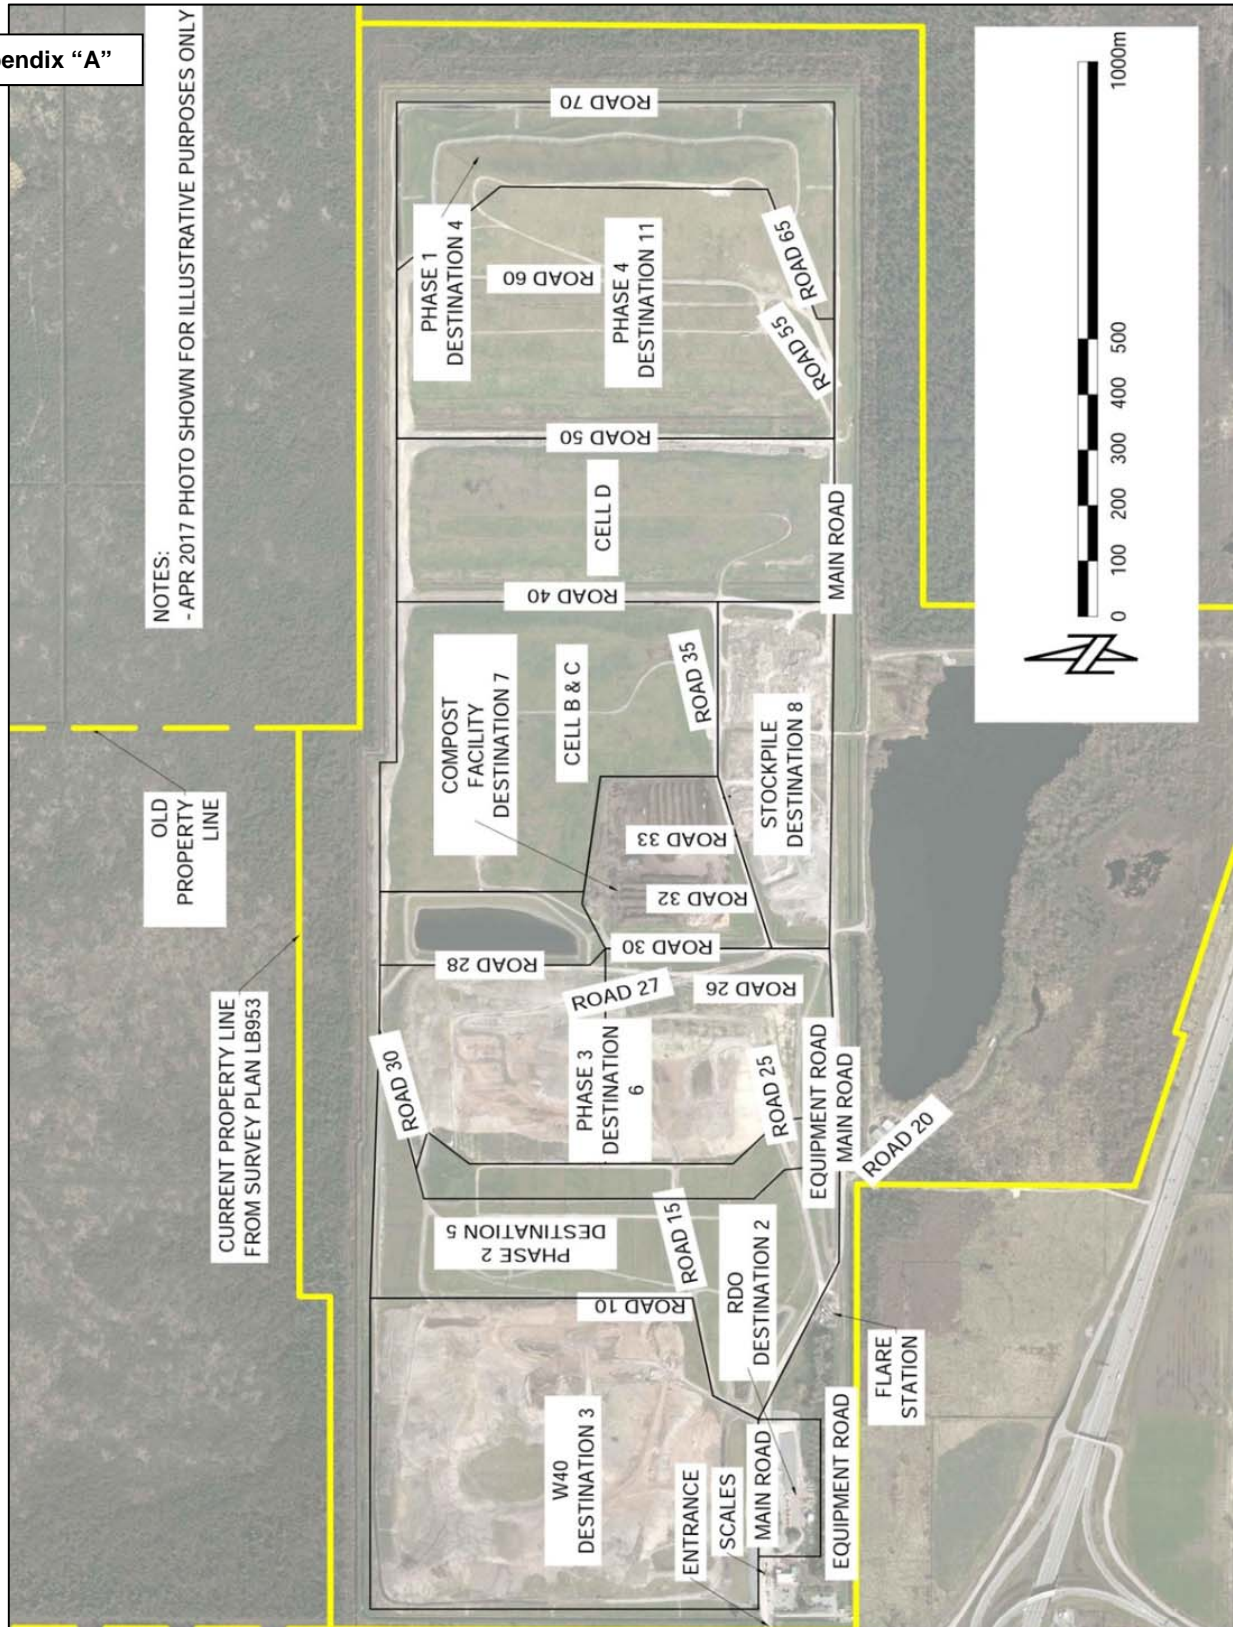 endix “A”
NOTES:
- APR 2017 PHOTO SHOWN FOR ILLUSTRATIVE PURPOSES ONLY
OLD
PROPERTY
LINE
CURRENT PROPERTY LINE
FROM SURVEY PLAN LB953
ROAD 70
PHASE 1
DESTINATION 4
ROAD 60
PHASE 4
DESTINATION 11
ROAD 65
ROAD 55
ROAD 50
CELL D
MAIN ROAD
ROAD 40
COMPOST
FACILITY
DESTINATION 7
CELL B & C
ROAD 35
STOCKPILE
DESTINATION 8
ROAD 33
ROAD 32
ROAD 30
ROAD 28
ROAD 27
ROAD 26
ROAD 30
PHASE 3
DESTINATION
6
ROAD 25
EQUIPMENT ROAD
MAIN ROAD
ROAD 20
PHASE 2
DESTINATION 5
ROAD 15
ROAD 10
RDO
DESTINATION 2
W40
DESTINATION 3
ENTRANCE
SCALES
MAIN ROAD
EQUIPMENT ROAD
FLARE
STATION
0 100 200 300 400 500 1000m